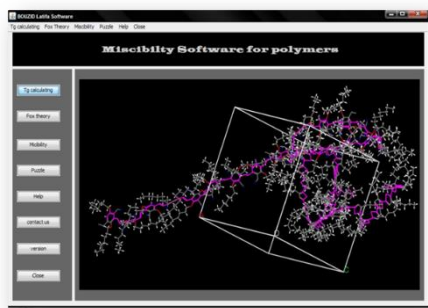 BOUZID Latifa Software
Tg calculating Fox Theory Miscibility Puzzle Help Close
Miscibilty Software for polymers
Tg calculating
Fox theory
Miscibility
Puzzle
Help
contact us
version
Close